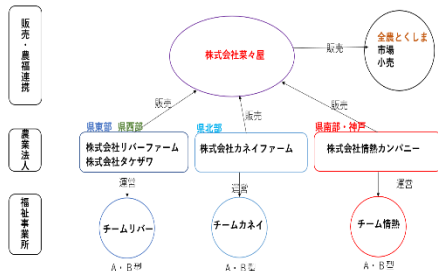 販売・農福連携
株式会社菜々屋
販売
全農とくしま
市場
小売
販売
販売
販売
農業法人
県東部 県西部
株式会社リバーファーム
株式会社タケザワ
県北部
株式会社カネイファーム
県南部・神戸
株式会社情熱カンパニー
運営
運営
運営
福祉事業所
チームリバー
チームカネイ
チーム情熱
A・B型
A・B型
A・B型